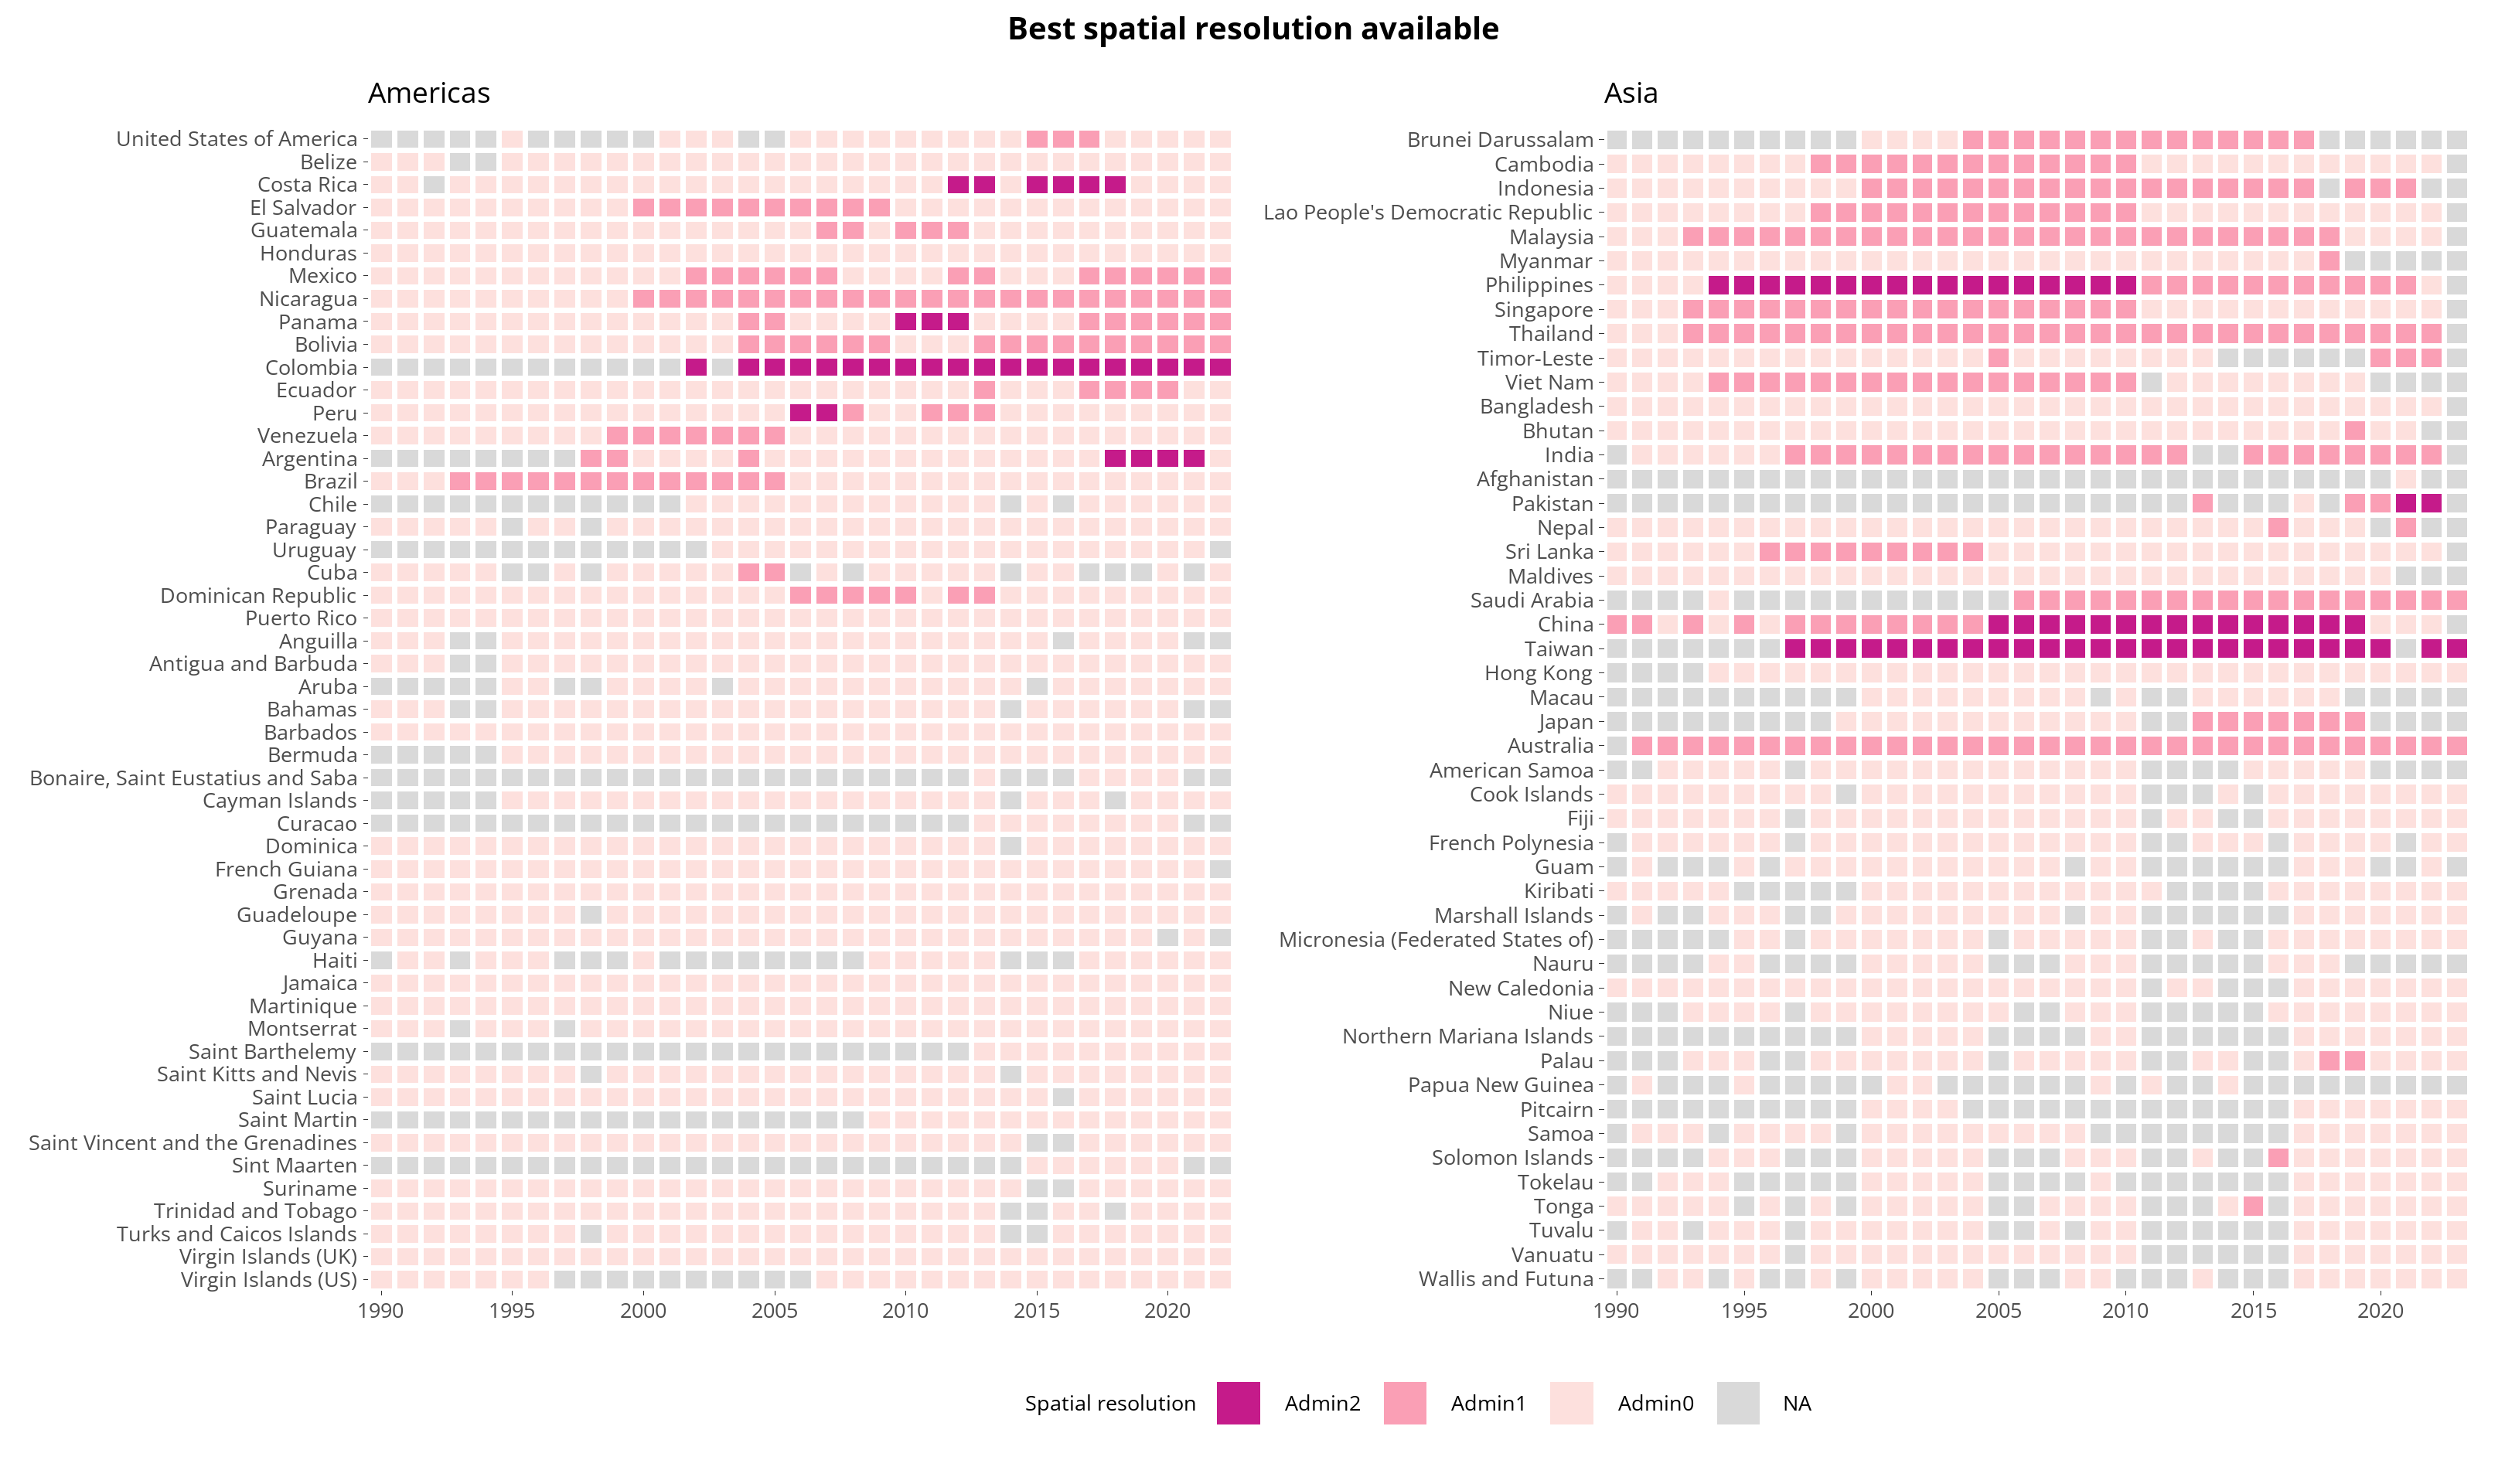 Best spatial resolution available
Americas
United States of America
Belize
Costa Rica
El Salvador
Guatemala
Honduras
Mexico
Nicaragua
Panama
Bolivia
Colombia
Ecuador
Peru
Venezuela
Argentina
Brazil
Chile
Paraguay
Uruguay
Cuba
Dominican Republic
Puerto Rico
Anguilla
Antigua and Barbuda
Aruba
Bahamas
Barbados
Bermuda
Bonaire, Saint Eustatius and Saba
Cayman Islands
Curacao
Dominica
French Guiana
Grenada
Guadeloupe
Guyana
Haiti
Jamaica
Martinique
Montserrat
Saint Barthelemy
Saint Kitts and Nevis
Saint Lucia
Saint Martin
Saint Vincent and the Grenadines
Sint Maarten
Suriname
Trinidad and Tobago
Turks and Caicos Islands
Virgin Islands (UK)
Virgin Islands (US)
1990 1995 2000 2005 2010 2015 2020
Asia
Brunei Darussalam
Cambodia
Indonesia
Lao People's Democratic Republic
Malaysia
Myanmar
Philippines
Singapore
Thailand
Timor-Leste
Viet Nam
Bangladesh
Bhutan
India
Afghanistan
Pakistan
Nepal
Sri Lanka
Maldives
Saudi Arabia
China
Taiwan
Hong Kong
Macau
Japan
Australia
American Samoa
Cook Islands
Fiji
French Polynesia
Guam
Kiribati
Marshall Islands
Micronesia (Federated States of)
Nauru
New Caledonia
Niue
Northern Mariana Islands
Palau
Papua New Guinea
Pitcairn
Samoa
Solomon Islands
Tokelau
Tonga
Tuvalu
Vanuatu
Wallis and Futuna
1990 1995 2000 2005 2010 2015 2020
Spatial resolution Admin2 Admin1 Admin0 NA